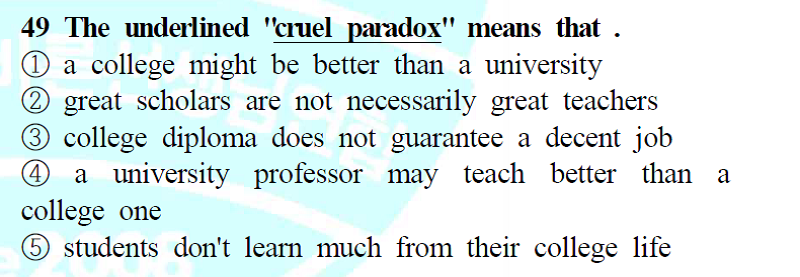 49 The underlined "cruel paradox" means that .
① a college might be better than a university
② great scholars are not necessarily great teachers
③ college diploma does not guarantee a decent job
④ a university professor may teach better than a
college one
⑤ students don't learn much from their college life